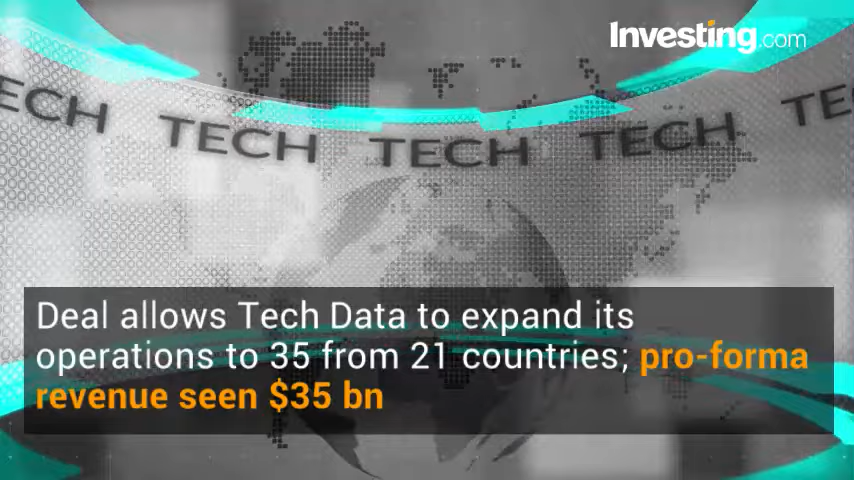 Investing.com
ECH TECH TECH TECH TE
Deal allows Tech Data to expand its
operations to 35 from 21 countries; pro-forma
revenue seen $35 bn